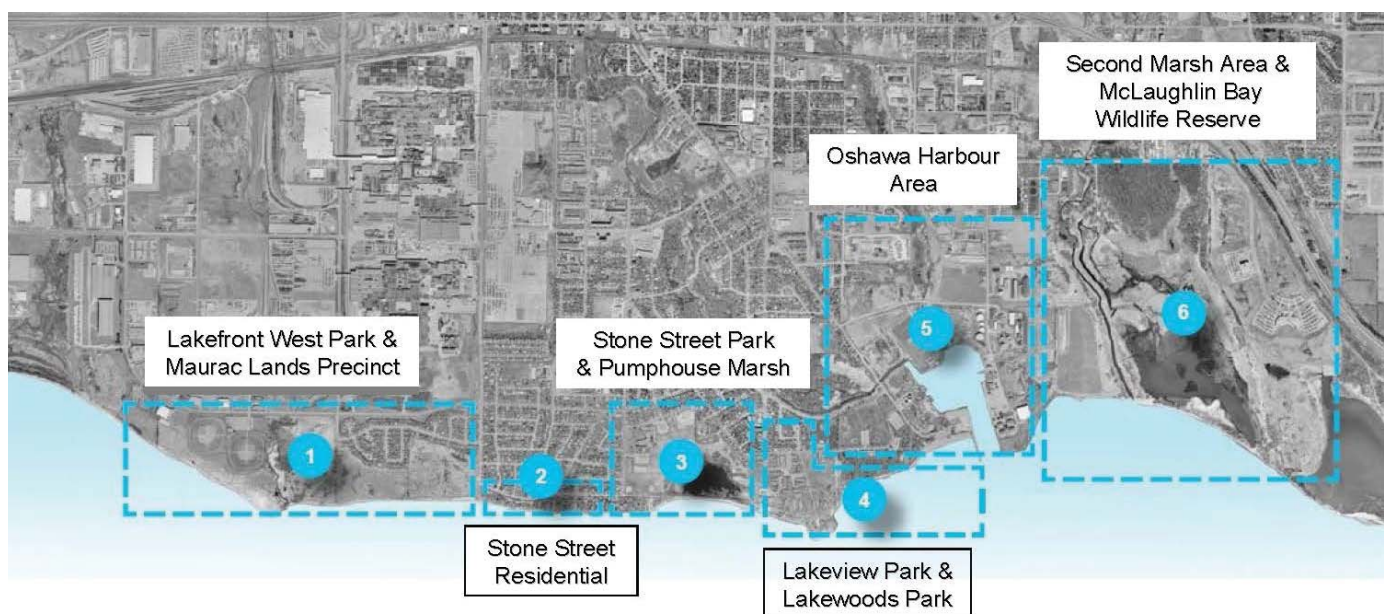 Second Marsh Area &
McLaughlin Bay
Wildlife Reserve
Oshawa Harbour
Area
Lakefront West Park &
Maurac Lands Precinct
Stone Street Park
& Pumphouse Marsh
5
6
1
2
3
4
Stone Street
Residential
Lakeview Park &
Lakewoods Park